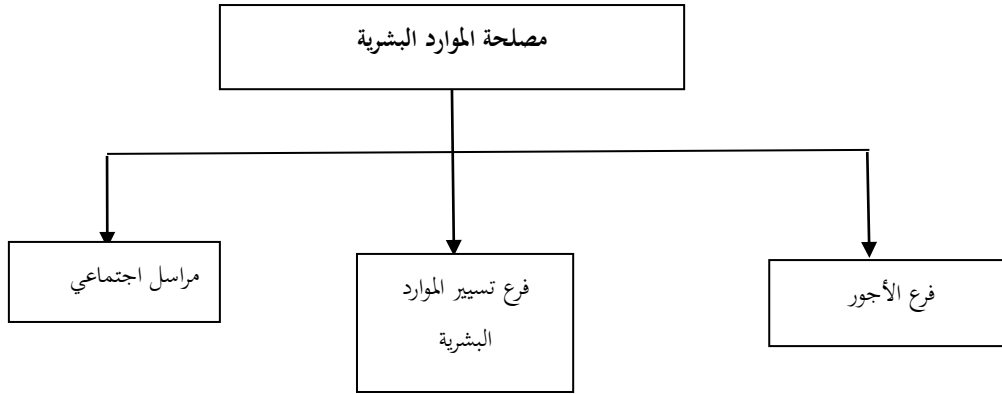 مصلحة الموارد البشرية
فرع الأجور
فرع تسيير الموارد
البشرية
مراسل اجتماعي